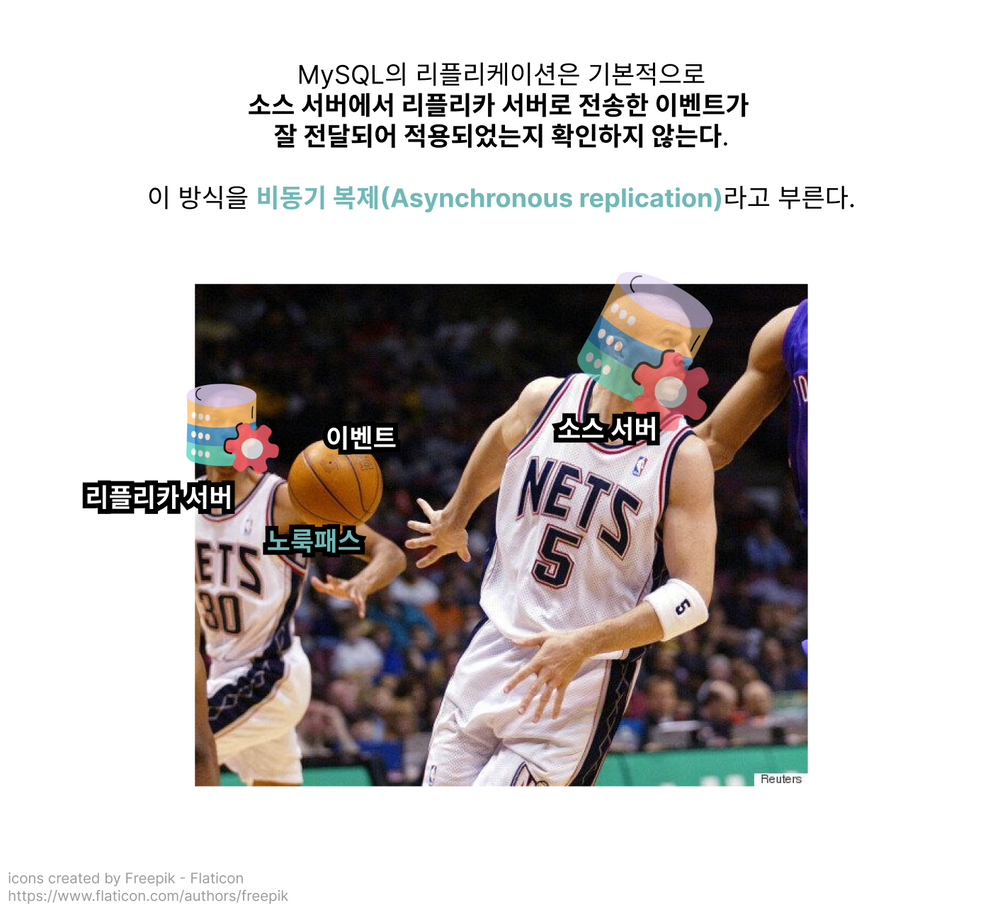 MySQL의 리플리케이션은 기본적으로
소스 서버에서 리플리카 서버로 전송한 이벤트가
잘 전달되어 적용되었는지 확인하지 않는다.
이 방식을 비동기 복제(Asynchronous replication)라고 부른다.
이벤트
소스 서버
리플리카 서버
노룩패스
NETS
5
ETS
30
5
Reuters
icons created by Freepik - Flaticon
https://www.flaticon.com/authors/freepik